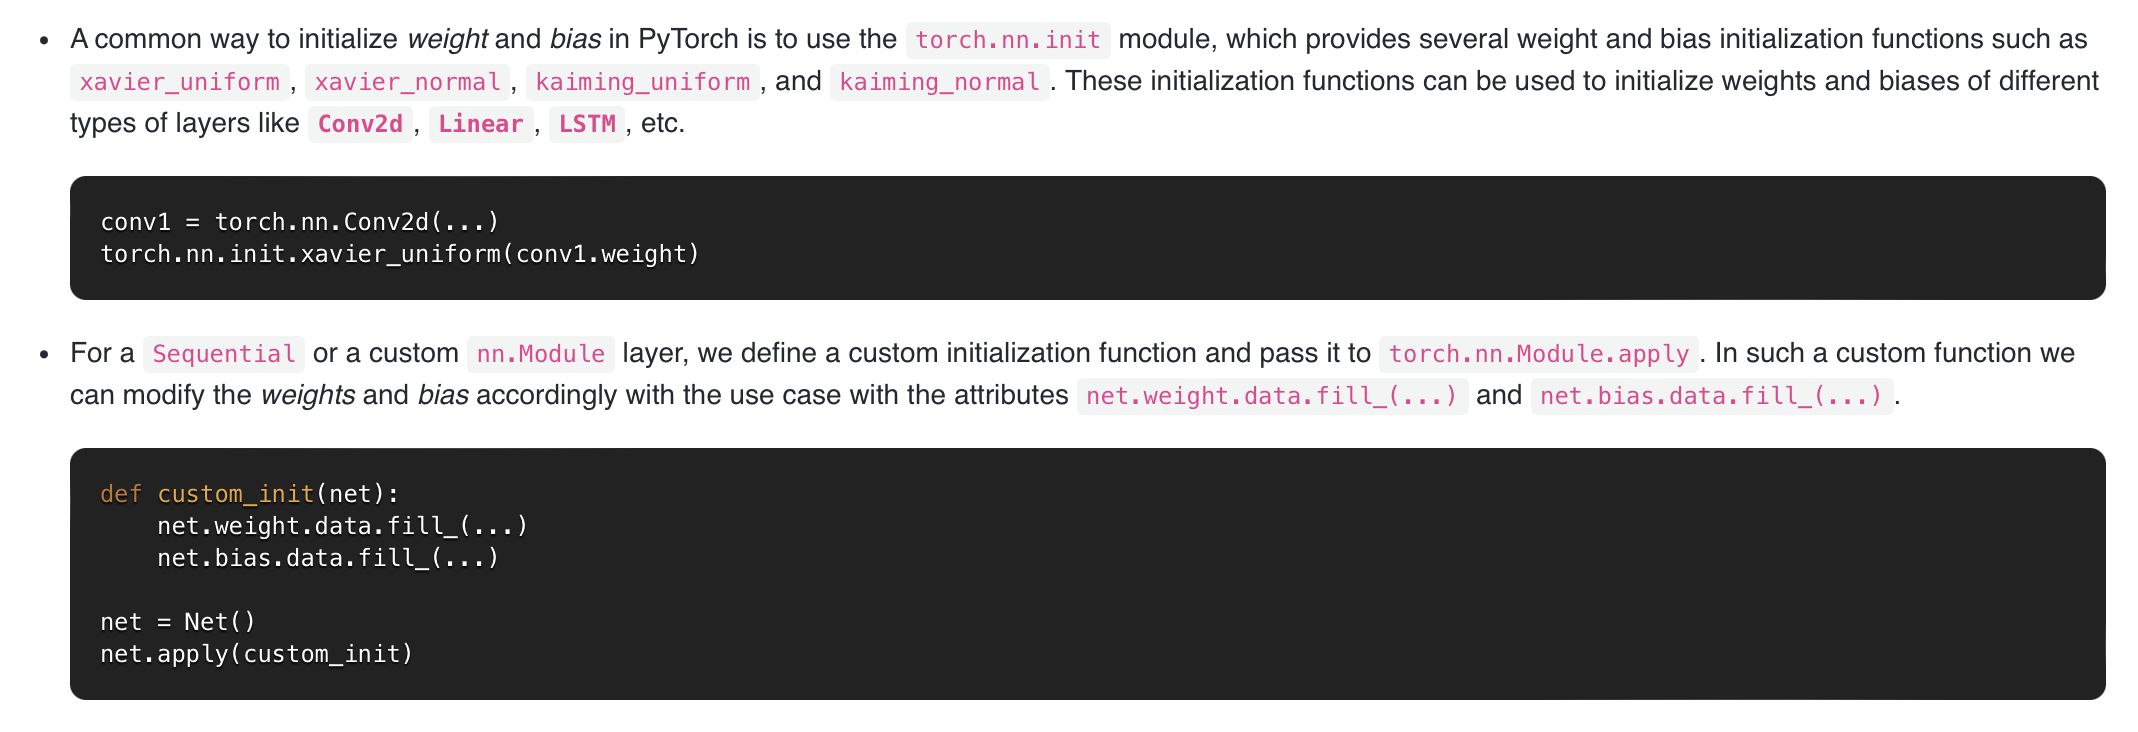 • A common way to initialize weight and bias in PyTorch is to use the torch.nn.init module, which provides several weight and bias initialization functions such as
xavier_uniform, xavier_normal, kaiming_uniform, and kaiming_normal. These initialization functions can be used to initialize weights and biases of different
types of layers like Conv2d, Linear, LSTM, etc.
conv1 = torch.nn.Conv2d(...)
torch.nn.init.xavier_uniform(conv1.weight)
• For a Sequential or a custom nn.Module layer, we define a custom initialization function and pass it to torch.nn.Module.apply. In such a custom function we
can modify the weights and bias accordingly with the use case with the attributes net.weight.data.fill_(...) and net.bias.data.fill_(...).
def custom_init(net):
    net.weight.data.fill_(...)
    net.bias.data.fill_(...)
net = Net()
net.apply(custom_init)